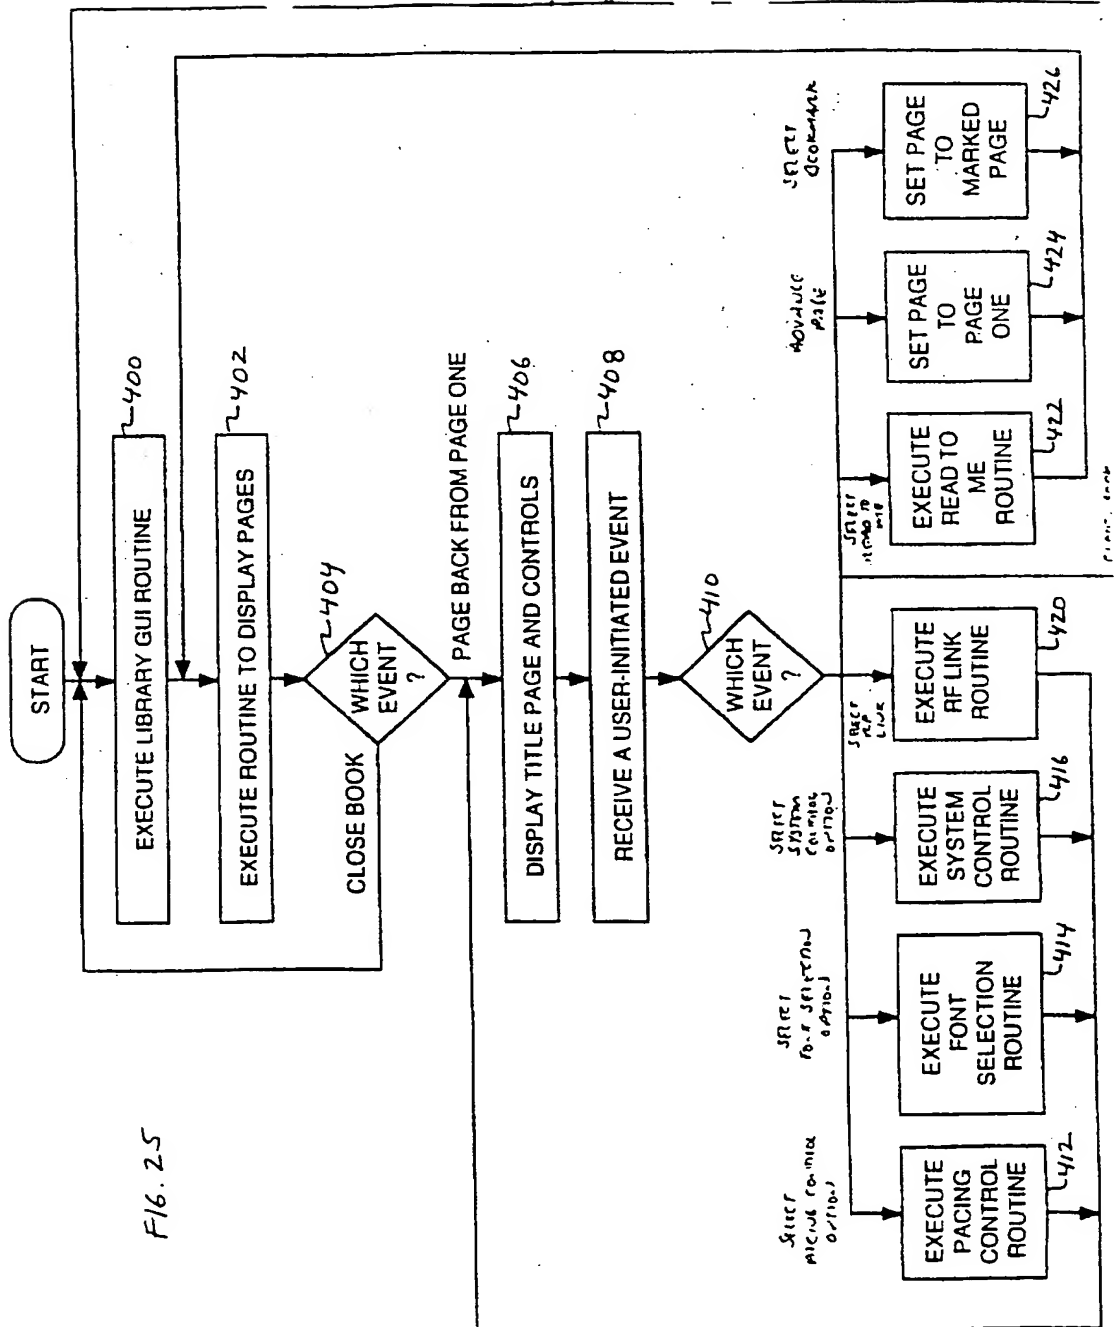 START
EXECUTE LIBRARY GUI ROUTINE
400
EXECUTE ROUTINE TO DISPLAY PAGES
402
WHICH
EVENT
?
404
CLOSE BOOK
PAGE BACK FROM PAGE ONE
DISPLAY TITLE PAGE AND CONTROLS
406
RECEIVE A USER-INITIATED EVENT
408
WHICH
EVENT
?
410
SELECT
PACING CONTROL
OPTION
EXECUTE
PACING
CONTROL
ROUTINE
412
SELECT
FONT SELECTION
OPTION
EXECUTE
FONT
SELECTION
ROUTINE
414
SELECT
SYSTEM
CONTROL
OPTION
EXECUTE
SYSTEM
CONTROL
ROUTINE
416
SELECT
RF
LINK
EXECUTE
RF LINK
ROUTINE
420
SELECT
READ TO
ME
EXECUTE
READ TO
ME
ROUTINE
422
ADVANCE
PAGE
SET PAGE
TO
PAGE
ONE
424
SELECT
BOOKMARK
SET PAGE
TO
MARKED
PAGE
426
FIG. 25